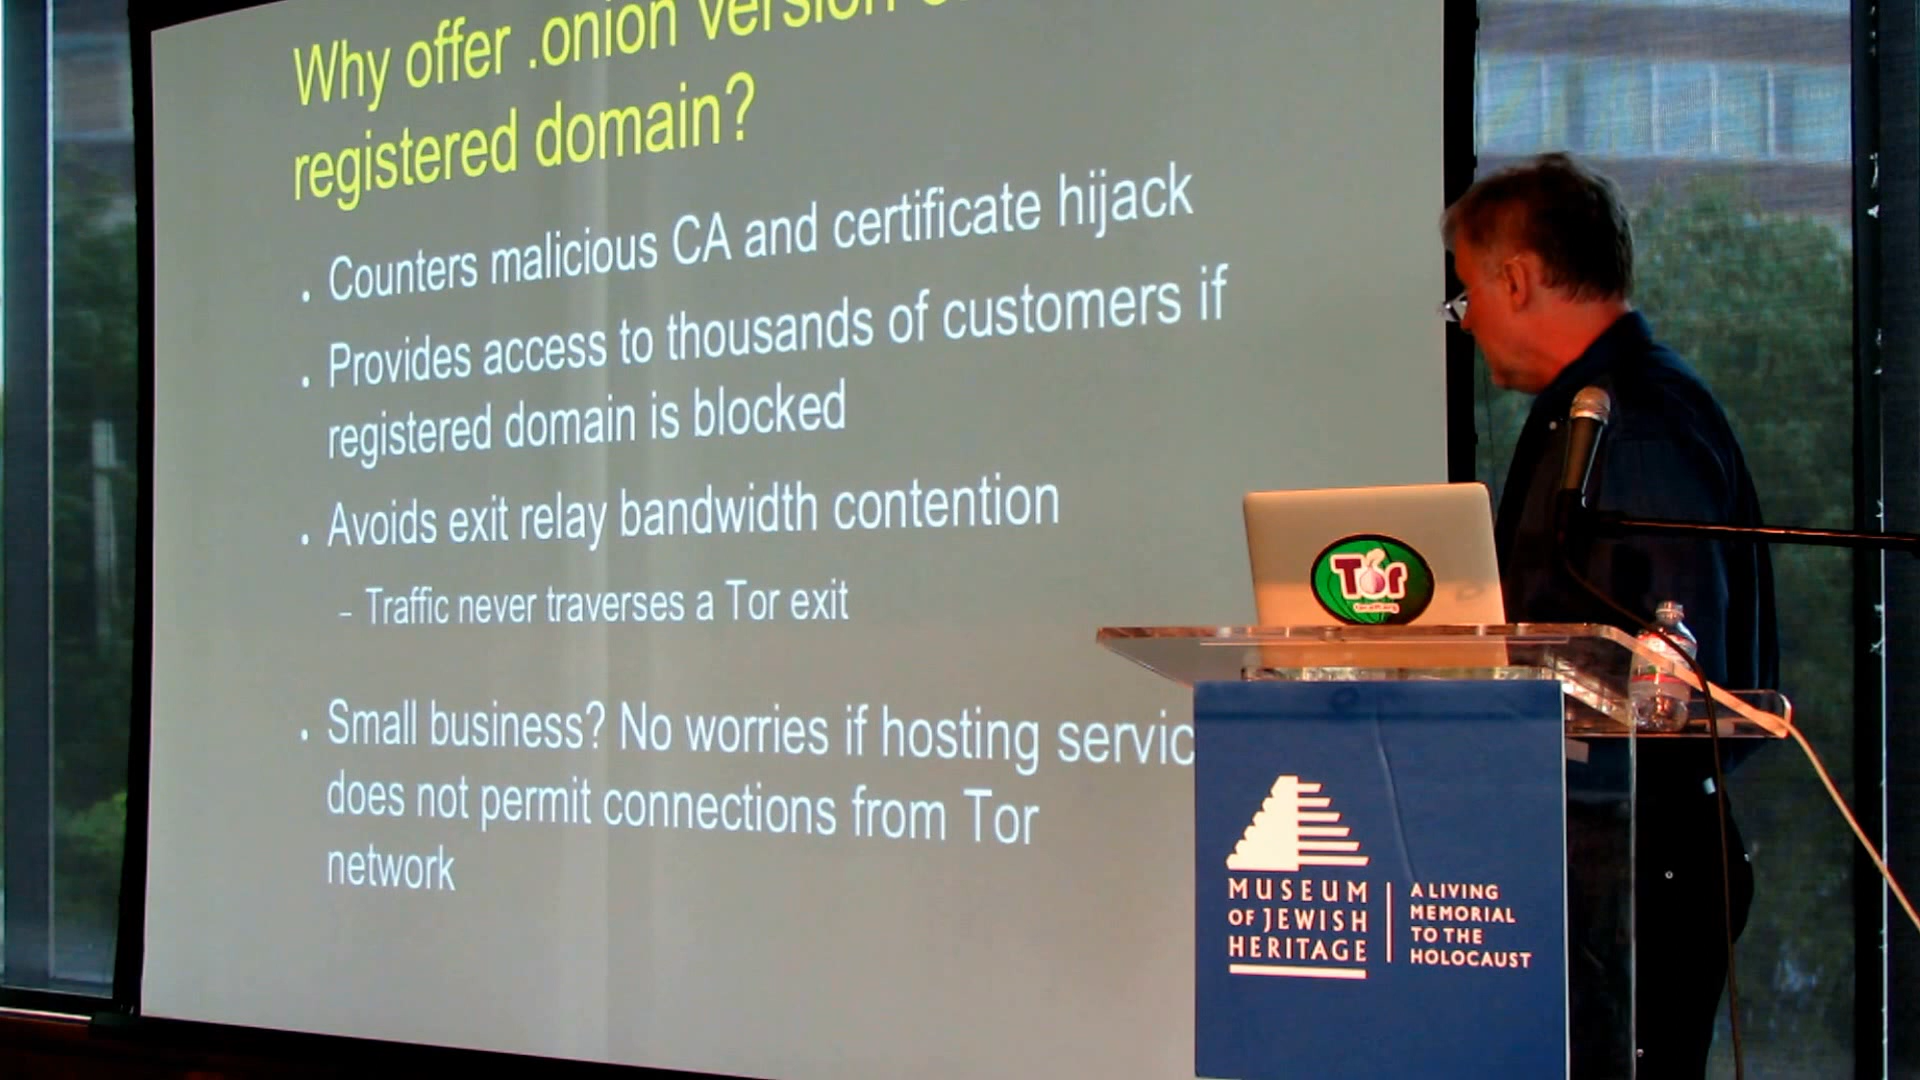 Why offer .onion version
registered domain?
. Counters malicious CA and certificate hijack
. Provides access to thousands of customers if
registered domain is blocked
. Avoids exit relay bandwidth contention
– Traffic never traverses a Tor exit
. Small business? No worries if hosting servic
does not permit connections from Tor
network
Tor
MUSEUM
OF JEWISH
HERITAGE
A LIVING
MEMORIAL
TO THE
HOLOCAUST